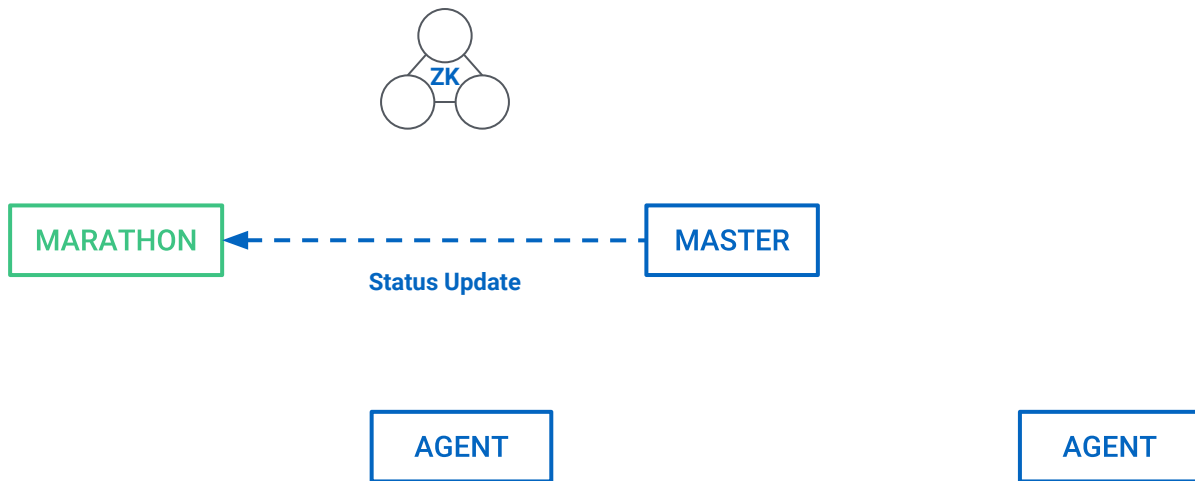 ZK
MARATHON
MASTER
Status Update
AGENT
AGENT